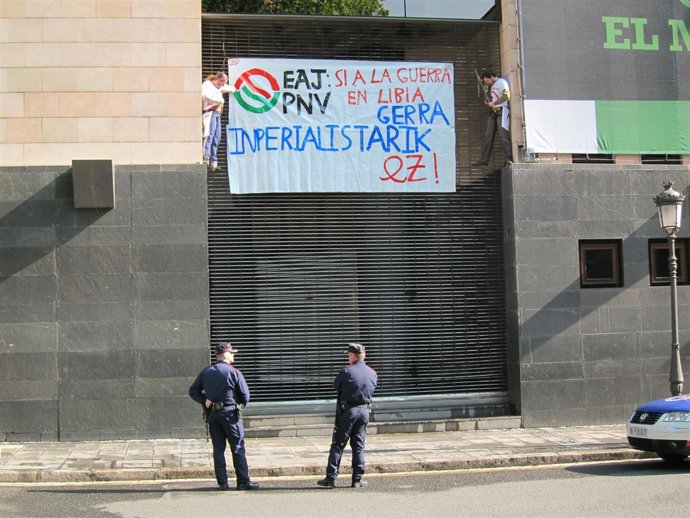 EAJ: SI A LA GUERRA
PNV EN LIBIA
GERRA
INPERIALISTARIK
EZ!
EL